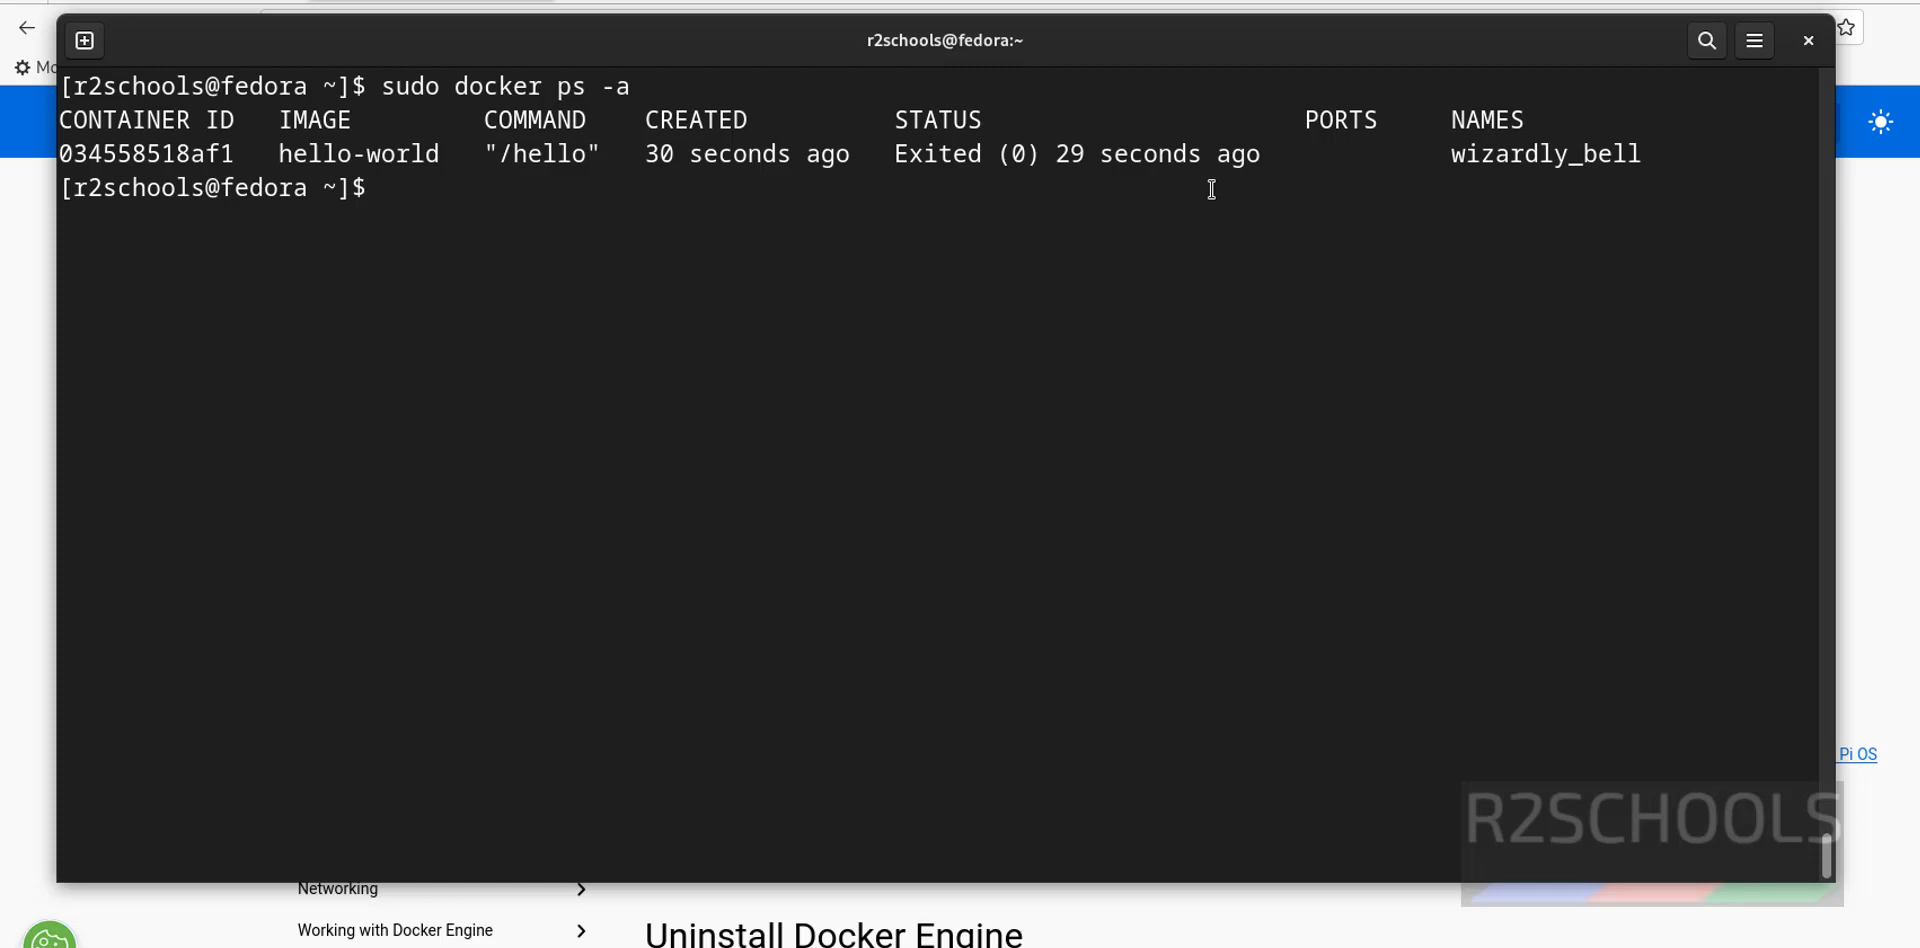 r2schools@fedora:~
Mo
[r2schools@fedora ~]$ sudo docker ps -a
CONTAINER ID IMAGE COMMAND CREATED STATUS PORTS NAMES
034558518af1 hello-world "/hello" 30 seconds ago Exited (0) 29 seconds ago wizardly_bell
[r2schools@fedora ~]$
Pi OS
R2SCHOOLS
Networking
Working with Docker Engine
Uninstall Docker Engine